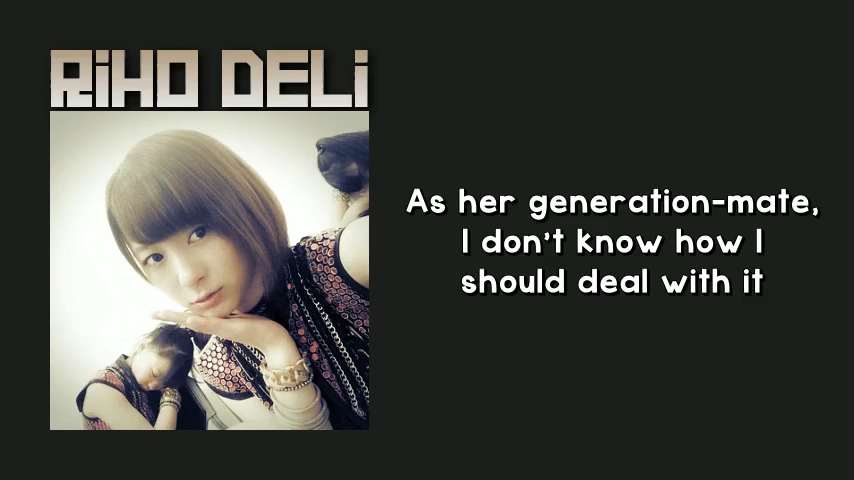 RiHO DELi
As her generation-mate,
I don't know how I
should deal with it